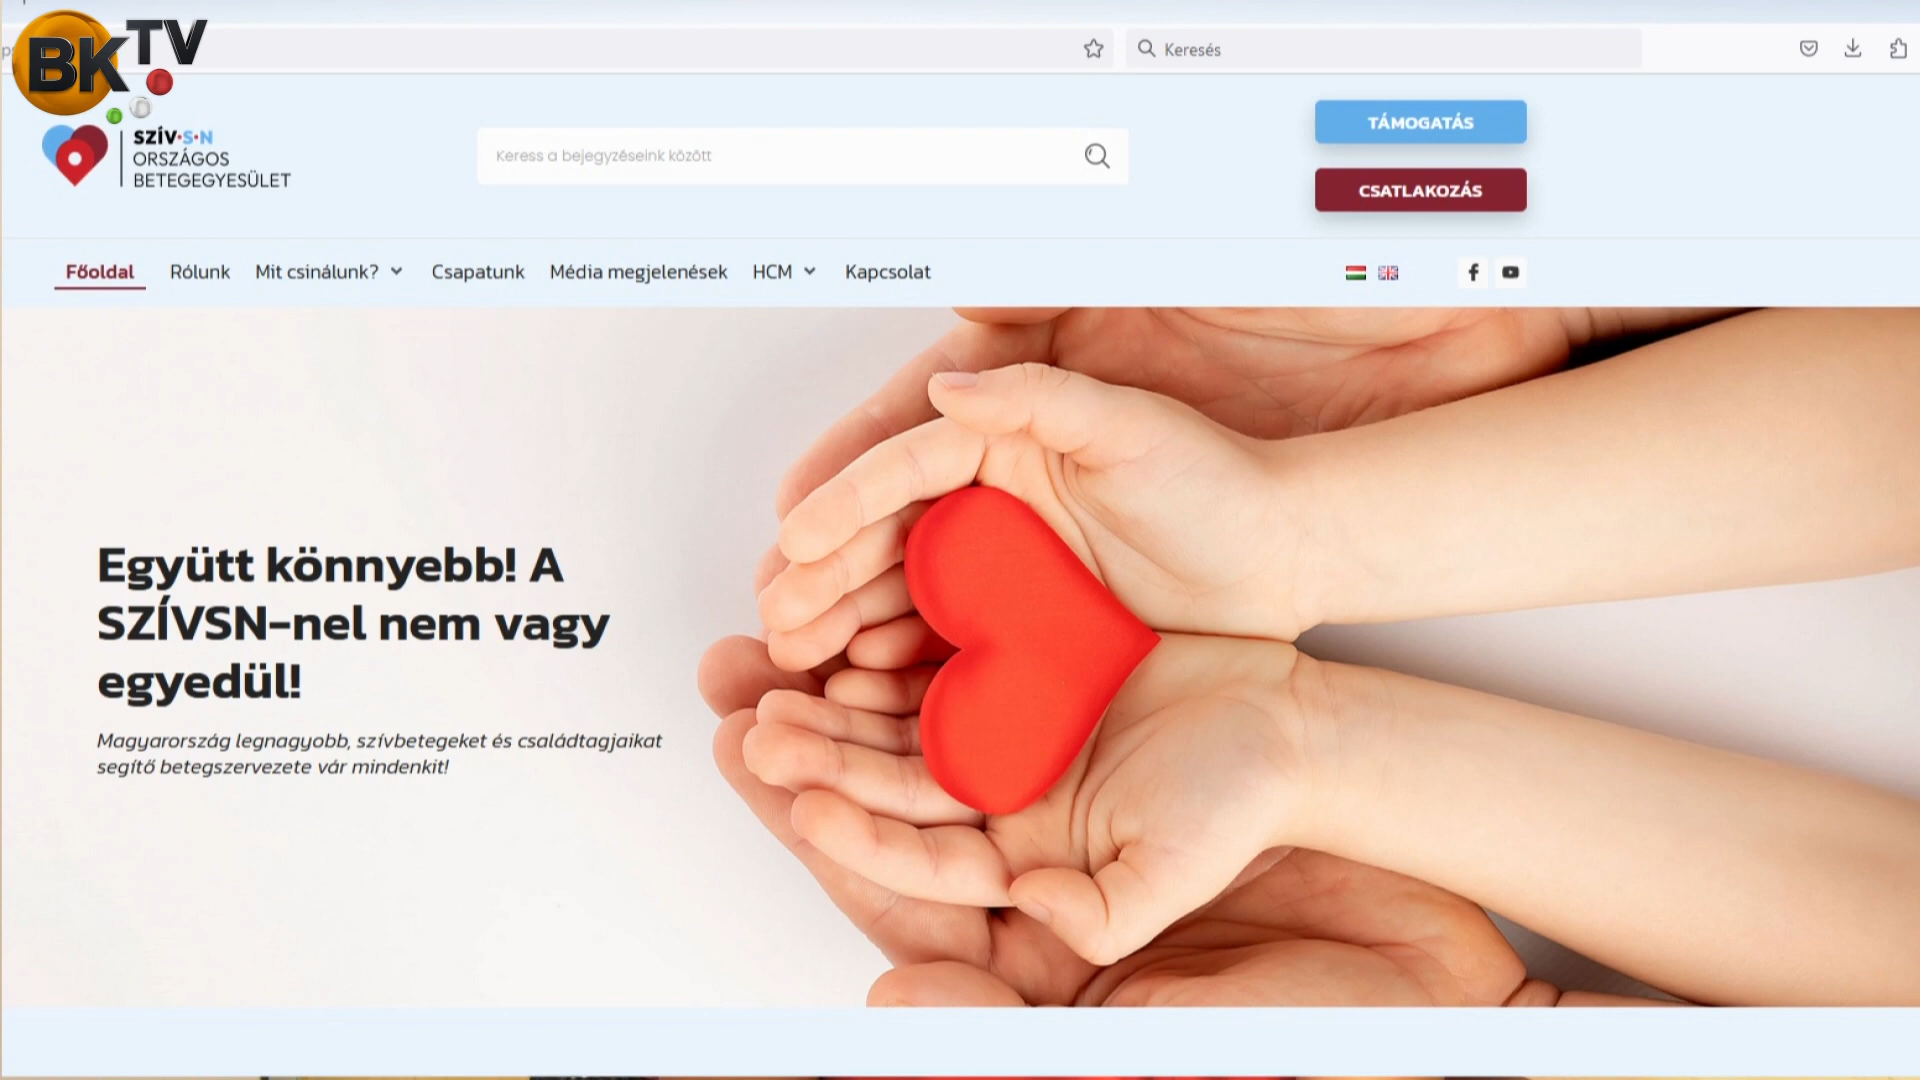 BKTV
Keresés
SZÍV·S·N
ORSZÁGOS
BETEGEGYESÜLET
Keress a bejegyzéseink között
TÁMOGATÁS
CSATLAKOZÁS
Főoldal Rólunk Mit csinálunk? Csapatunk Média megjelenések HCM Kapcsolat
Együtt könnyebb! A
SZÍVSN-nel nem vagy
egyedül!
Magyarország legnagyobb, szívbetegeket és családtagjaikat
segítő betegszervezete vár mindenkit!